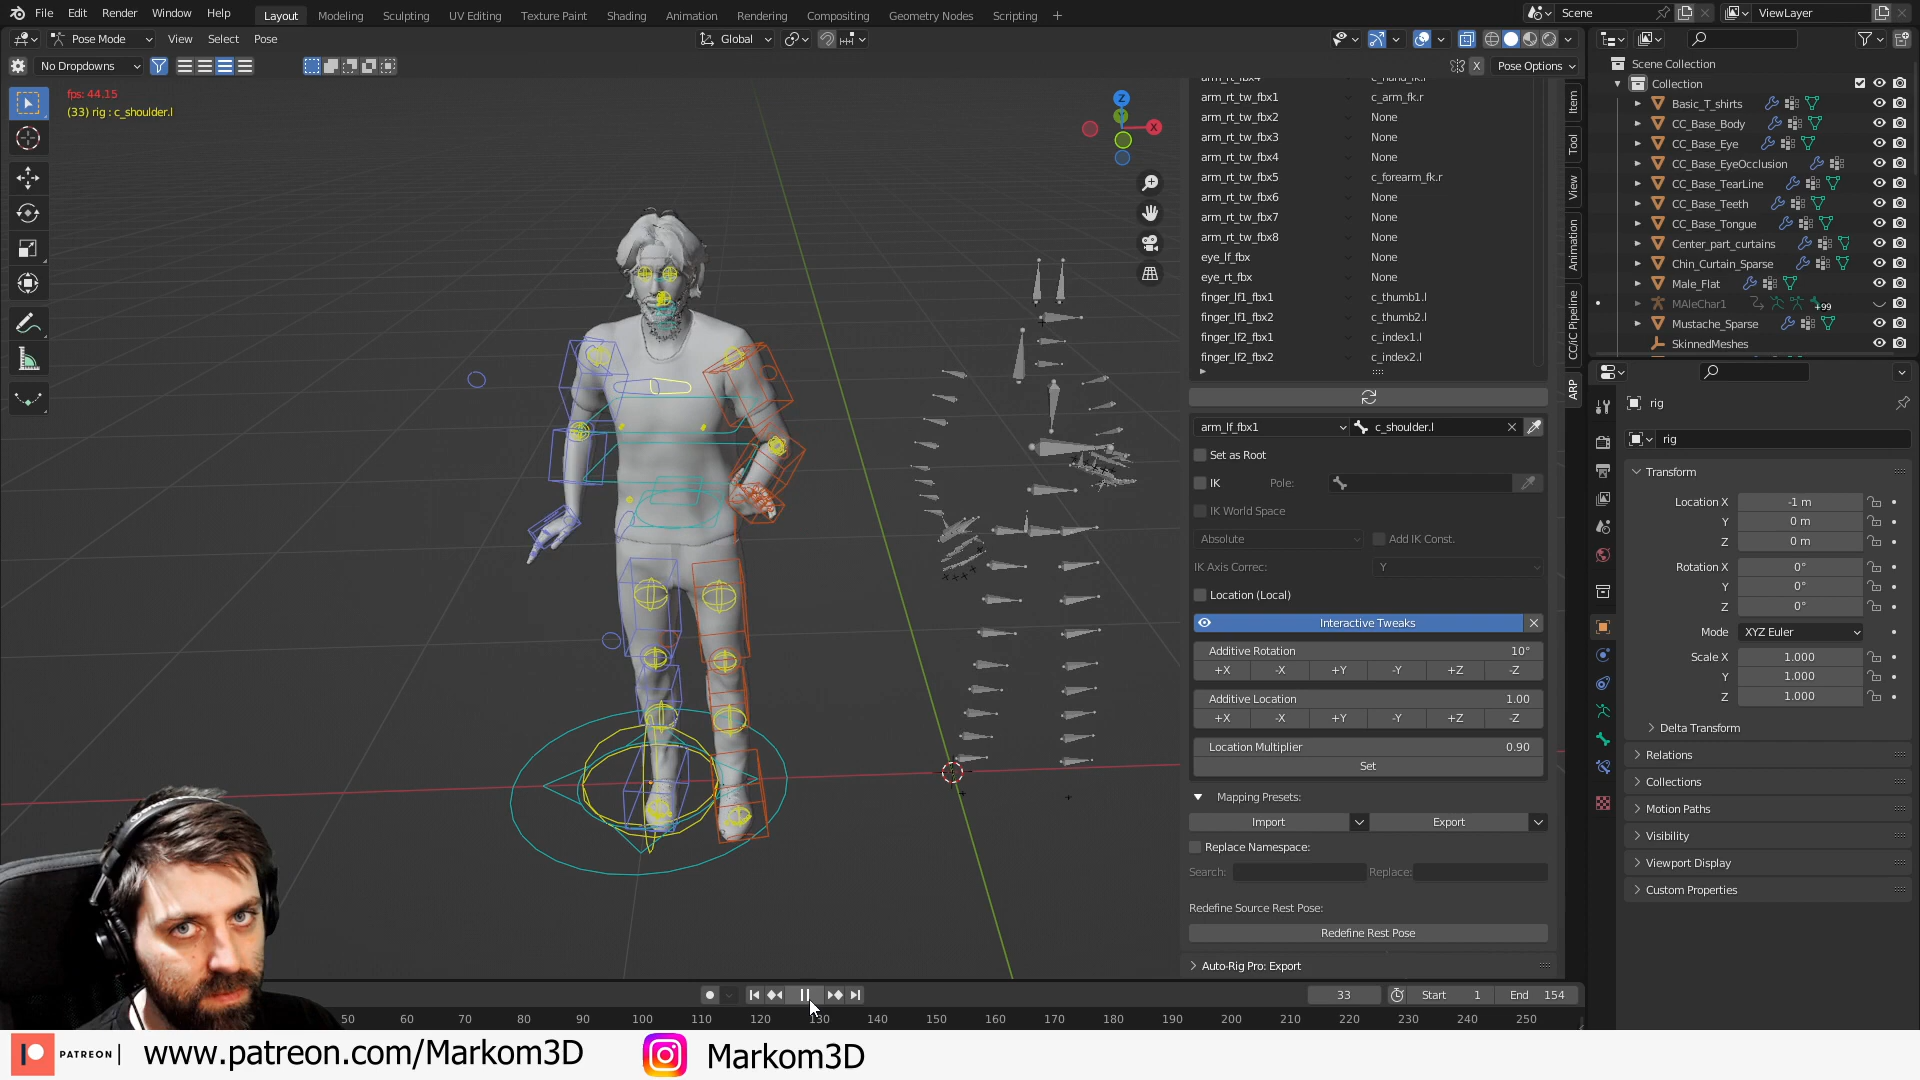 File Edit Render Window Help Layout Modeling Sculpting UV Editing Texture Paint Shading Animation Rendering Compositing Geometry Nodes Scripting + Scene ViewLayer
Pose Mode View Select Pose Global
No Dropdowns X Pose Options
fps: 44.15
(33) rig : c_shoulder.l
Z
Y
X
arm_rt_fbx4 c_hand_fk.r
arm_rt_tw_fbx1 c_arm_fk.r
arm_rt_tw_fbx2 None
arm_rt_tw_fbx3 None
arm_rt_tw_fbx4 None
arm_rt_tw_fbx5 c_forearm_fk.r
arm_rt_tw_fbx6 None
arm_rt_tw_fbx7 None
arm_rt_tw_fbx8 None
eye_lf_fbx None
eye_rt_fbx None
finger_lf1_fbx1 c_thumb1.l
finger_lf1_fbx2 c_thumb2.l
finger_lf2_fbx1 c_index1.l
finger_lf2_fbx2 c_index2.l
arm_lf_fbx1 c_shoulder.l
Set as Root
IK Pole:
IK World Space
Absolute Add IK Const.
IK Axis Correc: Y
Location (Local)
Interactive Tweaks
Additive Rotation 10°
+X -X +Y -Y +Z -Z
Additive Location 1.00
+X -X +Y -Y +Z -Z
Location Multiplier 0.90
Set
Mapping Presets:
Import Export
Replace Namespace:
Search: Replace:
Redefine Source Rest Pose:
Redefine Rest Pose
Auto-Rig Pro: Export
Item
Tool
View
Animation
CC/iC Pipeline
ARP
Scene Collection
Collection
Basic_T_shirts
CC_Base_Body
CC_Base_Eye
CC_Base_EyeOcclusion
CC_Base_TearLine
CC_Base_Teeth
CC_Base_Tongue
Center_part_curtains
Chin_Curtain_Sparse
Male_Flat
MAleChar1 +99
Mustache_Sparse
SkinnedMeshes
rig
rig
Transform
Location X -1 m
Y 0 m
Z 0 m
Rotation X 0°
Y 0°
Z 0°
Mode XYZ Euler
Scale X 1.000
Y 1.000
Z 1.000
Delta Transform
Relations
Collections
Motion Paths
Visibility
Viewport Display
Custom Properties
33 Start 1 End 154
50 60 70 80 90 100 110 120 130 140 150 160 170 180 190 200 210 220 230 240 250
PATREON | www.patreon.com/Markom3D Markom3D